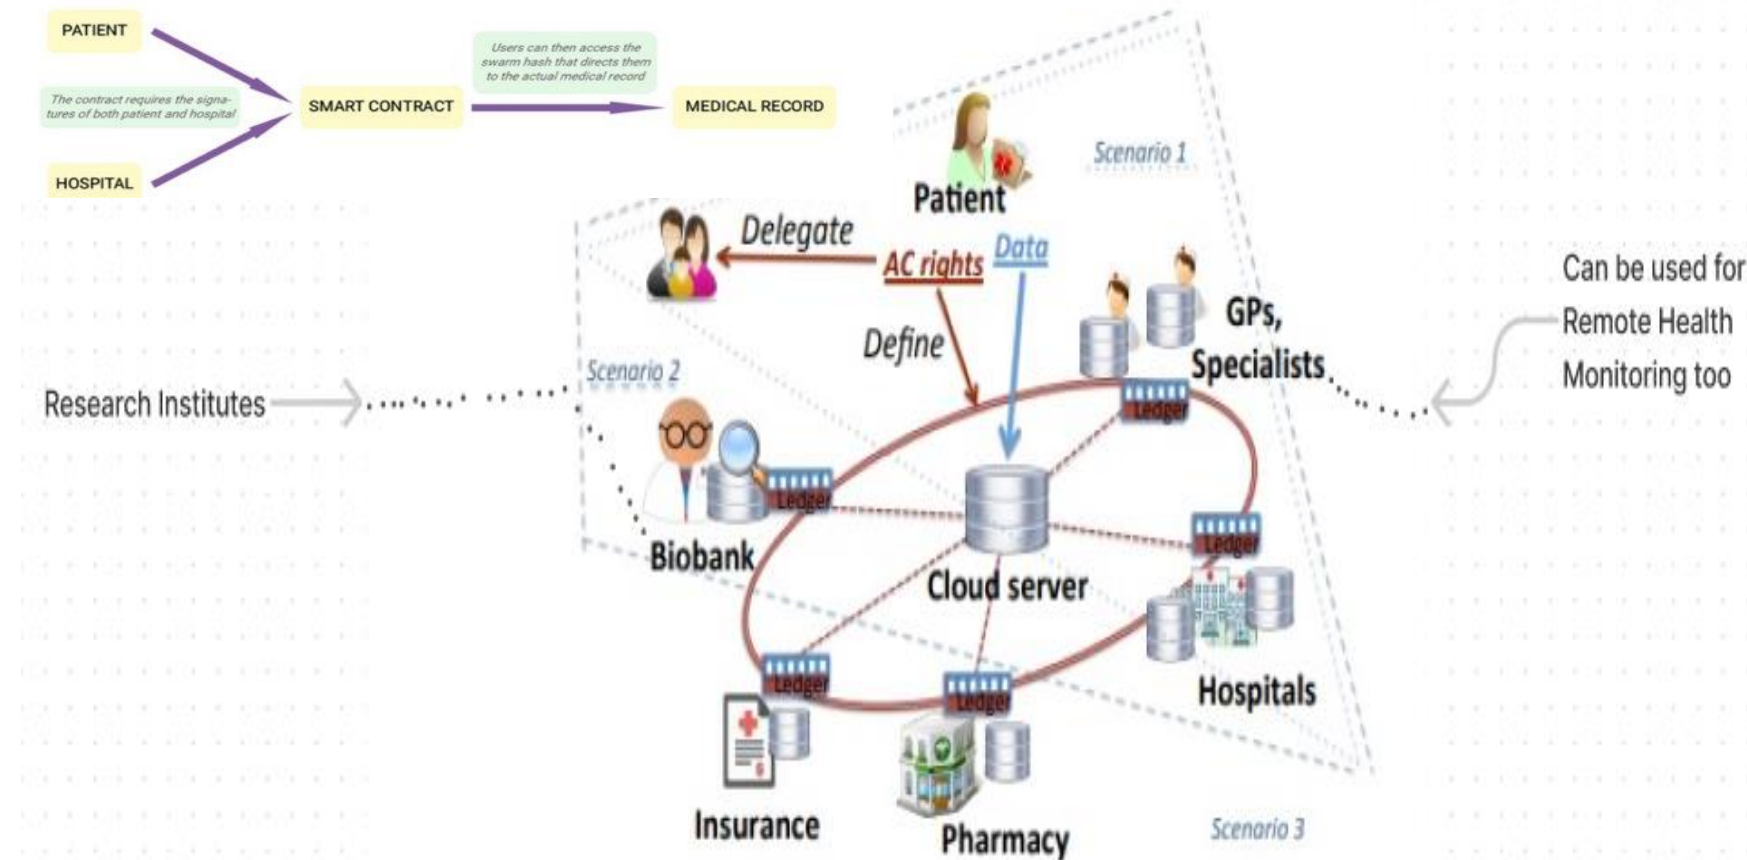 PATIENT
The contract requires the signa-
tures of both patient and hospital
HOSPITAL
SMART CONTRACT
Users can then access the
swarm hash that directs them
to the actual medical record
MEDICAL RECORD
Scenario 1
Patient
Delegate
AC rights
Data
Define
GPs,
Specialists
Can be used for
Remote Health
Monitoring too
Scenario 2
Research Institutes
Ledger
Ledger
Ledger
Biobank
Cloud server
Hospitals
Ledger
Ledger
Insurance
Pharmacy
Scenario 3